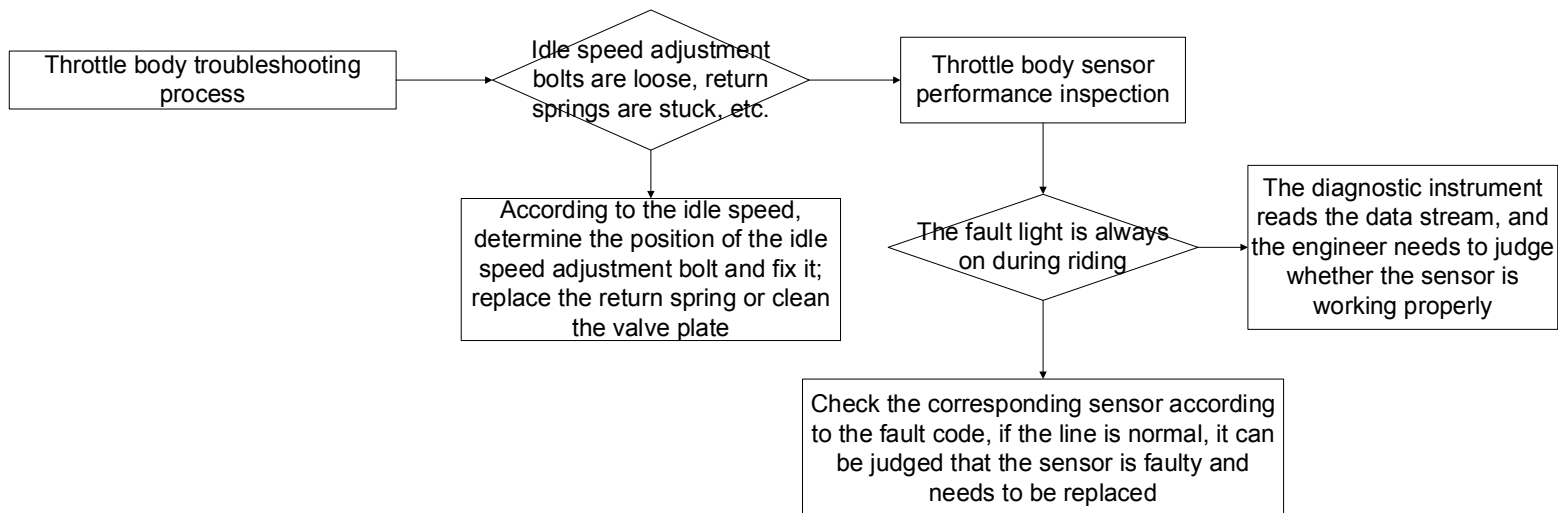 Throttle body troubleshooting
process
Idle speed adjustment
bolts are loose, return
springs are stuck, etc.
Throttle body sensor
performance inspection
According to the idle speed,
determine the position of the idle
speed adjustment bolt and fix it;
replace the return spring or clean
the valve plate
The fault light is always
on during riding
The diagnostic instrument
reads the data stream, and
the engineer needs to judge
whether the sensor is
working properly
Check the corresponding sensor according
to the fault code, if the line is normal, it can
be judged that the sensor is faulty and
needs to be replaced